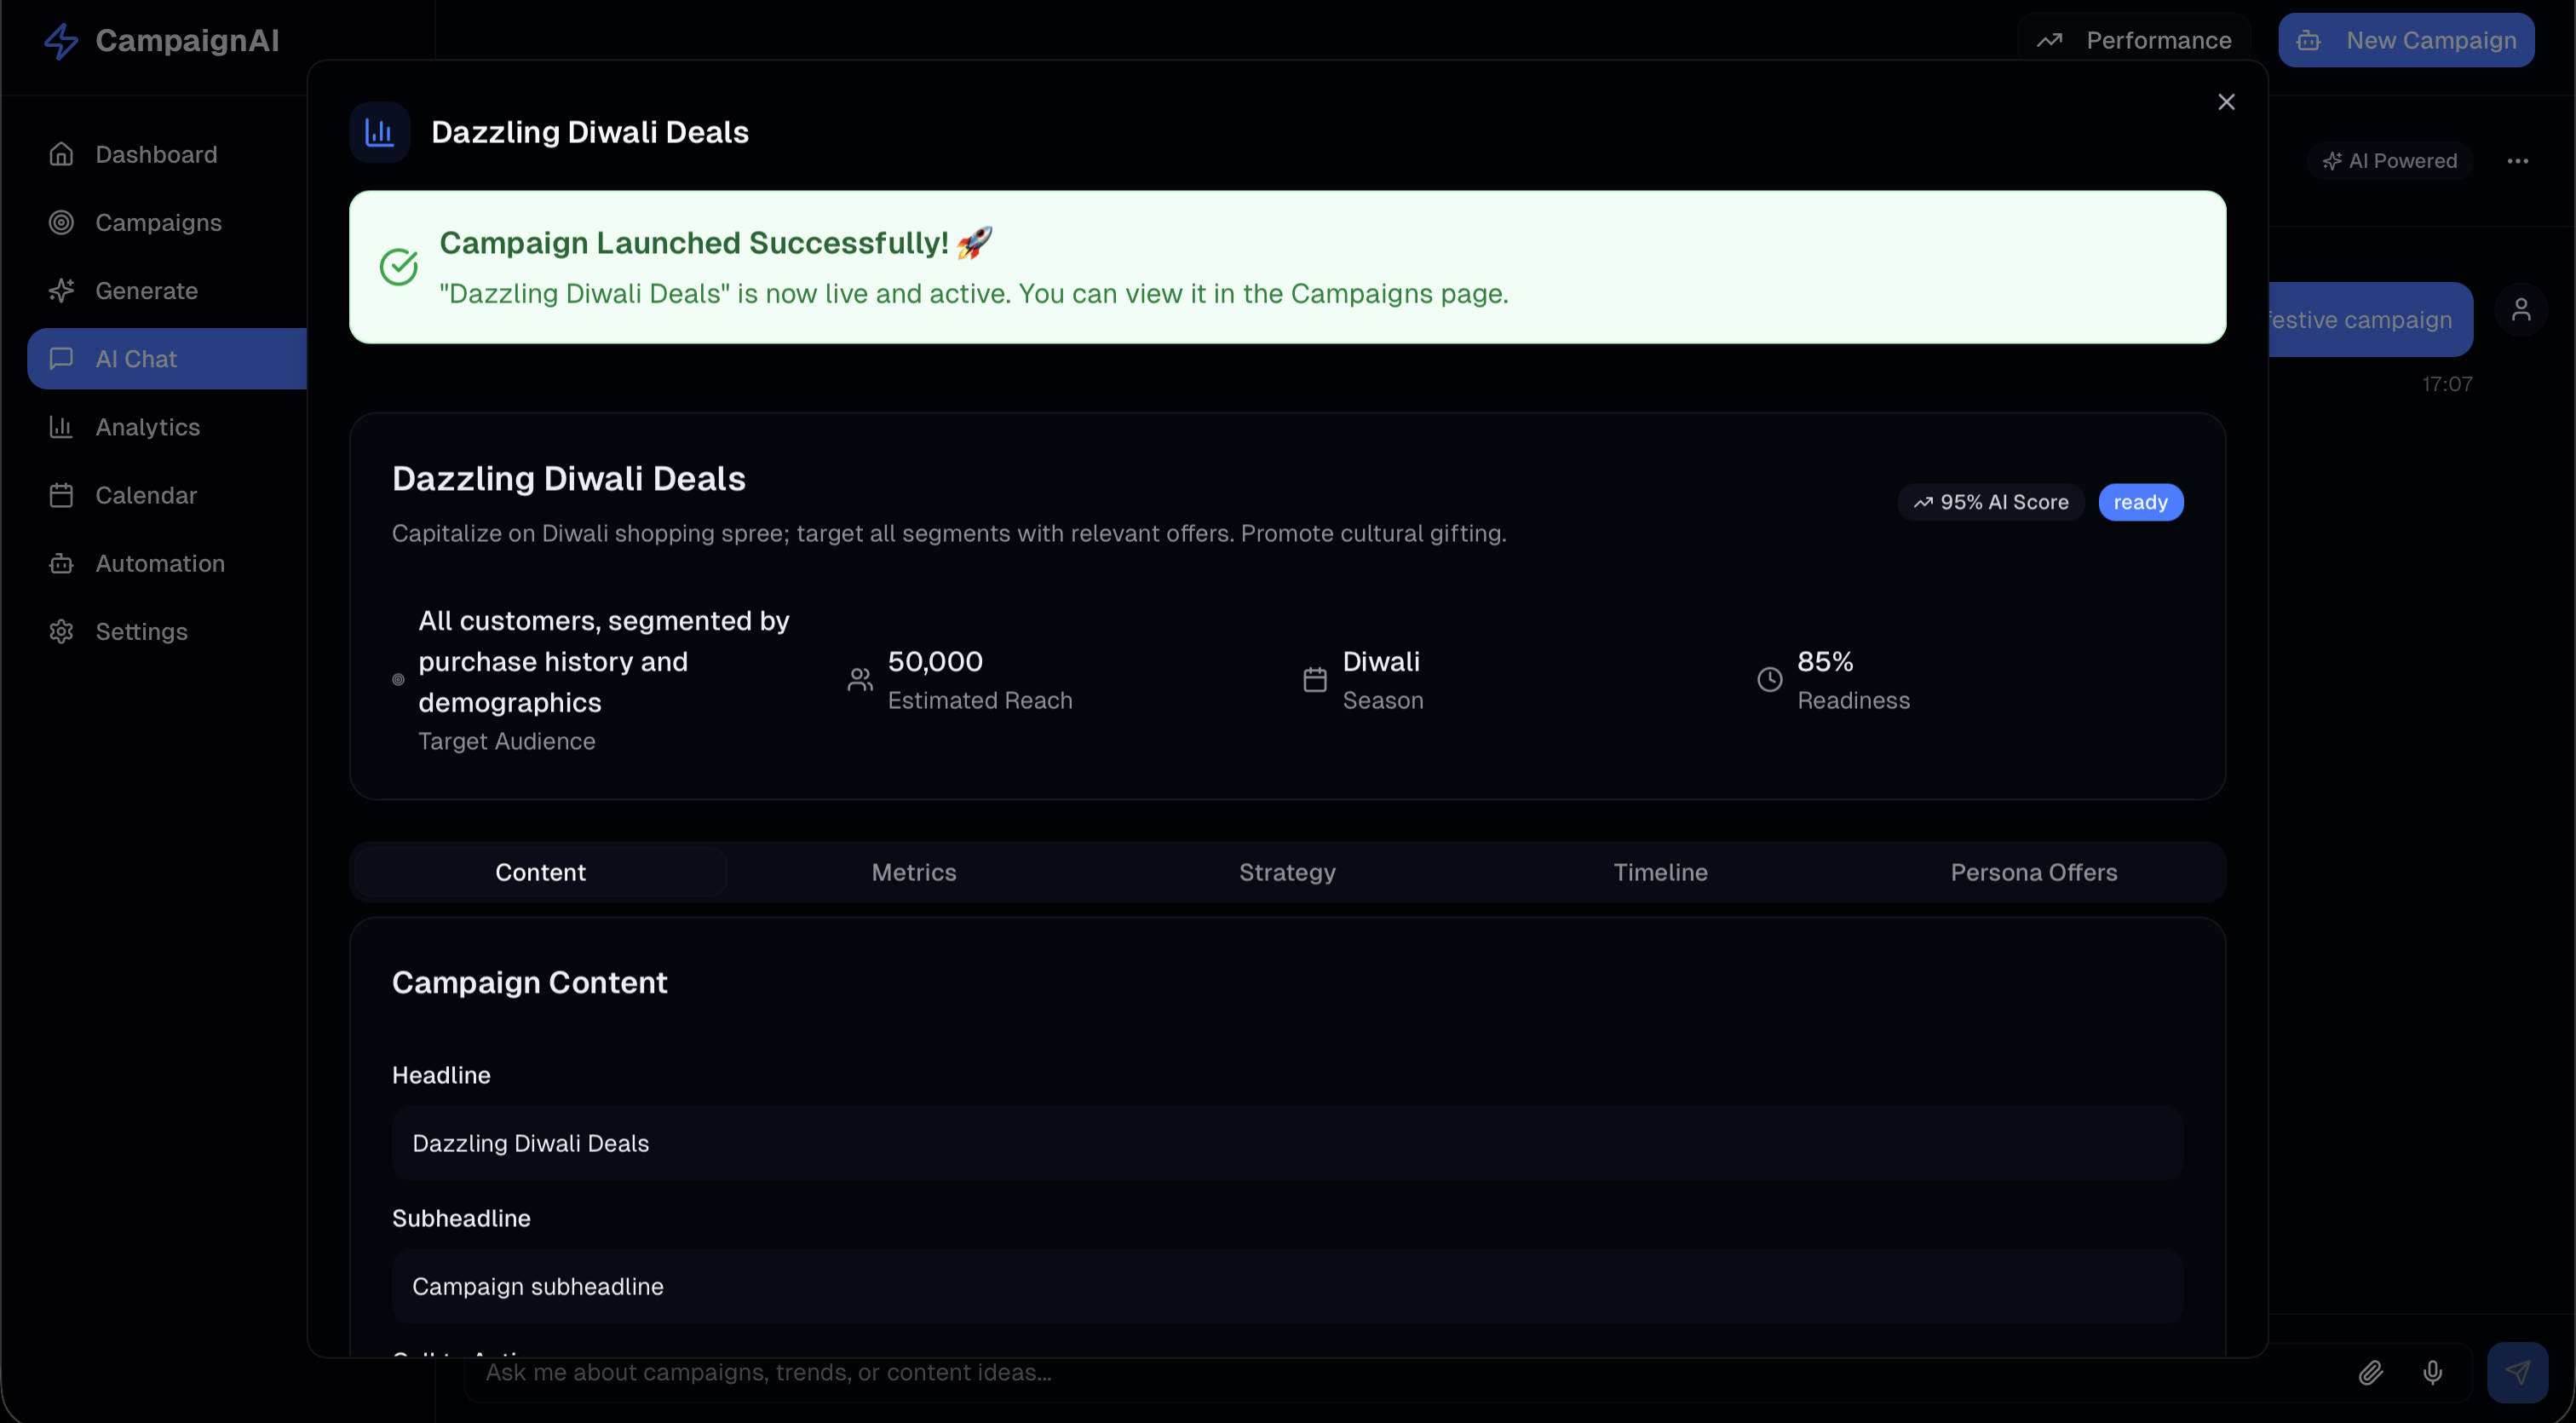 CampaignAI
Performance
New Campaign
Dashboard
Campaigns
Generate
AI Chat
Analytics
Calendar
Automation
Settings
AI Powered
festive campaign
17:07
Dazzling Diwali Deals
Campaign Launched Successfully! 🚀
"Dazzling Diwali Deals" is now live and active. You can view it in the Campaigns page.
Dazzling Diwali Deals
Capitalize on Diwali shopping spree; target all segments with relevant offers. Promote cultural gifting.
95% AI Score
ready
All customers, segmented by
purchase history and
demographics
Target Audience
50,000
Estimated Reach
Diwali
Season
85%
Readiness
Content
Metrics
Strategy
Timeline
Persona Offers
Campaign Content
Headline
Dazzling Diwali Deals
Subheadline
Campaign subheadline
Ask me about campaigns, trends, or content ideas...